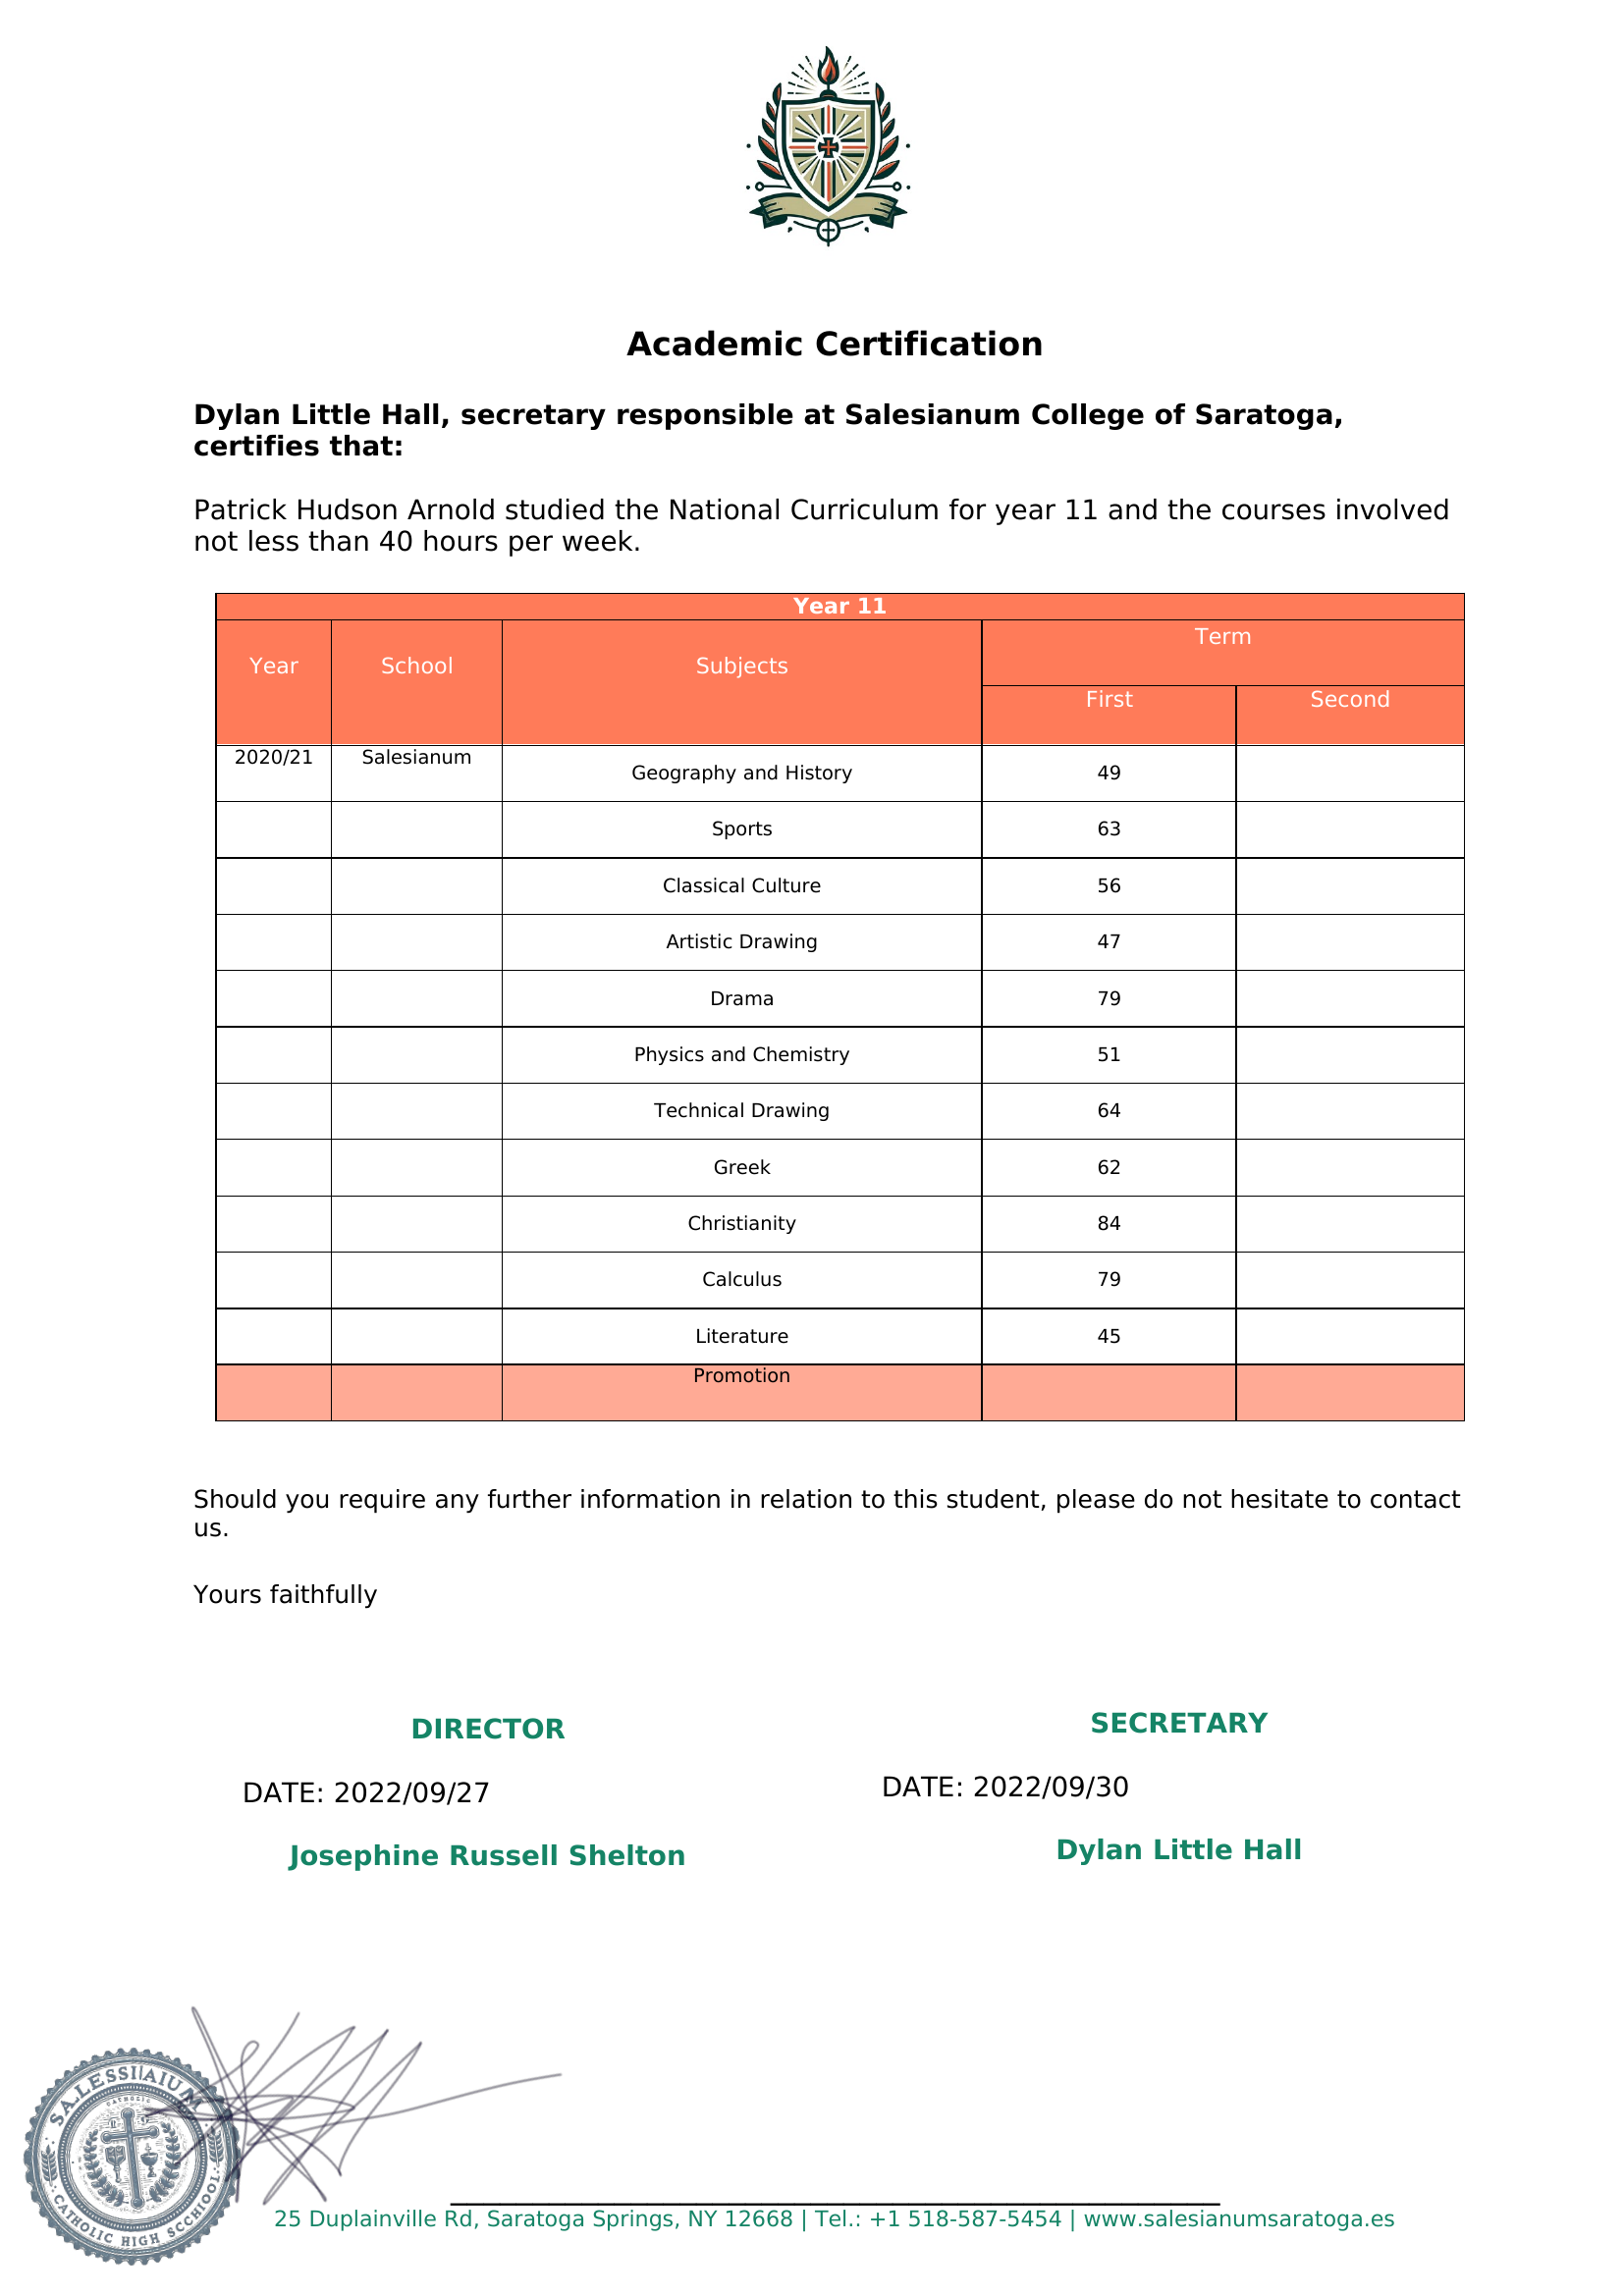 Academic Certification
Dylan Little Hall, secretary responsible at Salesianum College of Saratoga,
certifies that:
Patrick Hudson Arnold studied the National Curriculum for year 11 and the courses involved
not less than 40 hours per week.
Year 11
Year School Subjects Term
First Second
2020/21 Salesianum Geography and History 49
Sports 63
Classical Culture 56
Artistic Drawing 47
Drama 79
Physics and Chemistry 51
Technical Drawing 64
Greek 62
Christianity 84
Calculus 79
Literature 45
Promotion
Should you require any further information in relation to this student, please do not hesitate to contact
us.
Yours faithfully
DIRECTOR
DATE: 2022/09/27
Josephine Russell Shelton
SECRETARY
DATE: 2022/09/30
Dylan Little Hall
CATHOLIC HIGH SCCHIOOL
25 Duplainville Rd, Saratoga Springs, NY 12668 | Tel.: +1 518-587-5454 | www.salesianumsaratoga.es